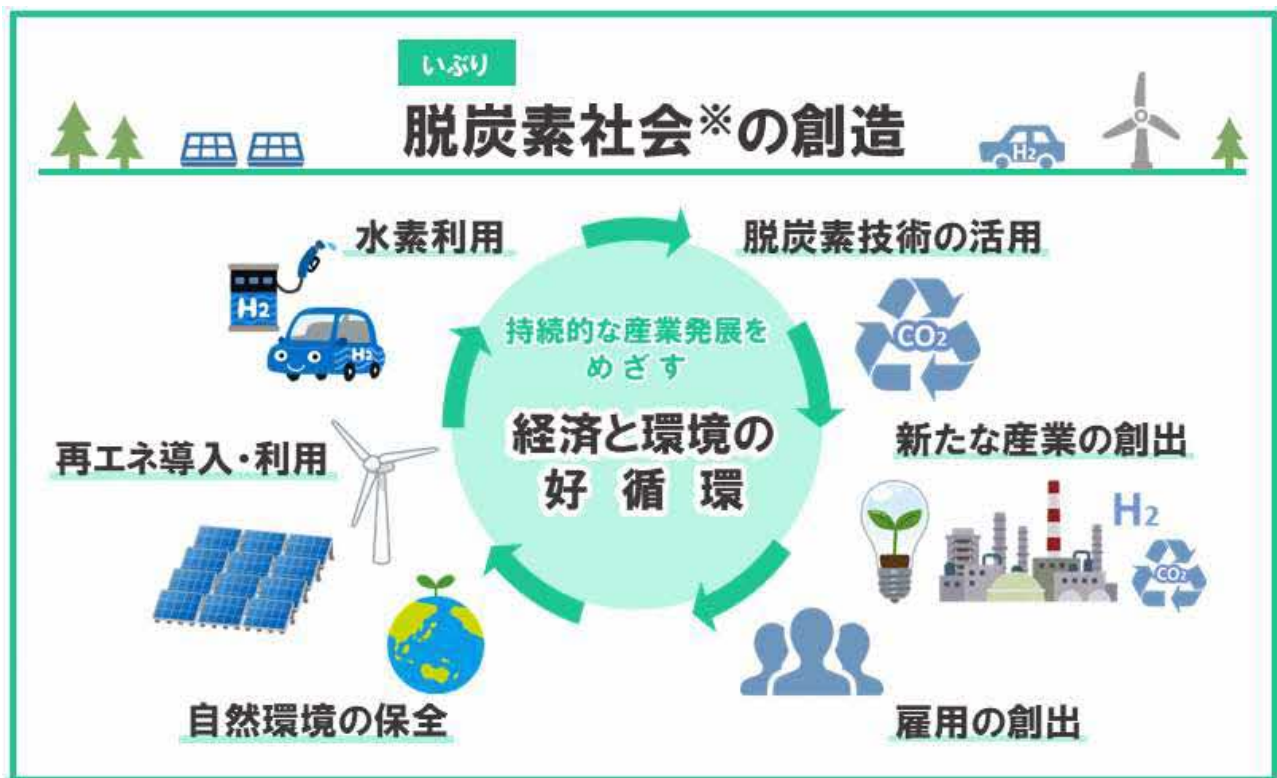 いぶり
脱炭素社会※の創造
水素利用
脱炭素技術の活用
H2
H2
H2
CO2
持続的な産業発展を
めざす
経済と環境の
好循環
再エネ導入・利用
新たな産業の創出
H2
CO2
自然環境の保全
雇用の創出